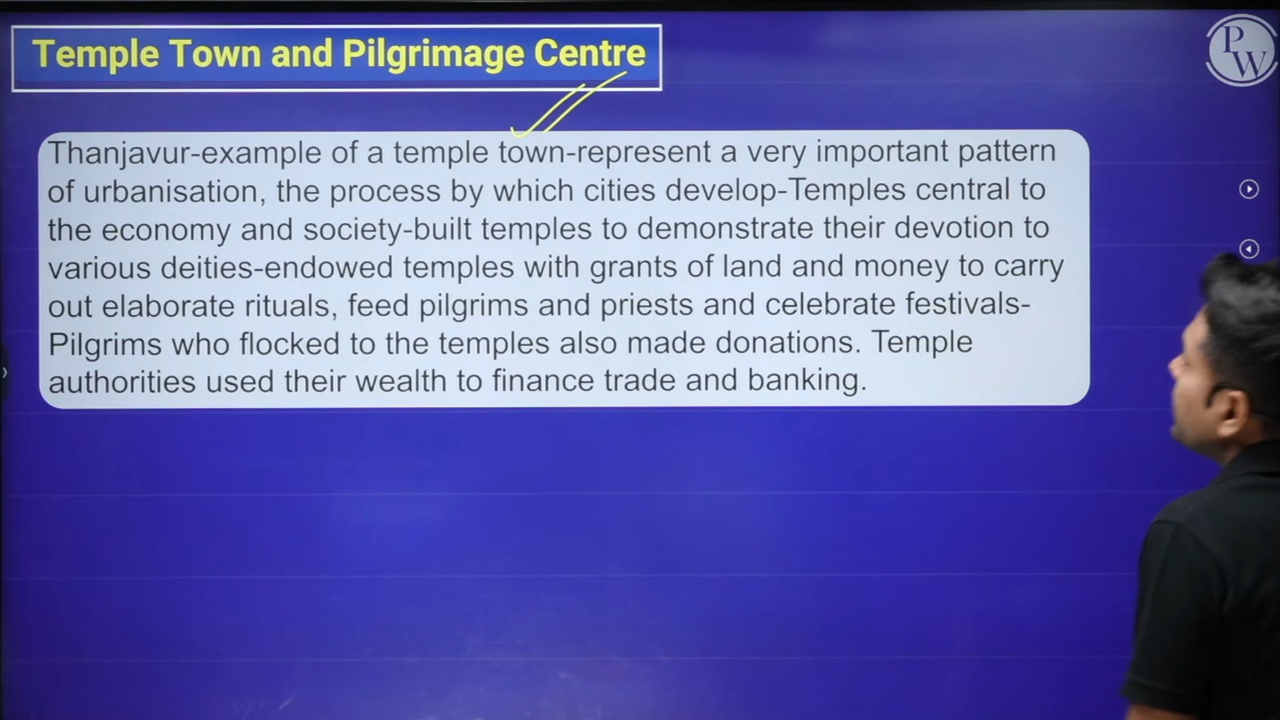 Temple Town and Pilgrimage Centre
PW
Thanjavur-example of a temple town-represent a very important pattern
of urbanisation, the process by which cities develop-Temples central to
the economy and society-built temples to demonstrate their devotion to
various deities-endowed temples with grants of land and money to carry
out elaborate rituals, feed pilgrims and priests and celebrate festivals-
Pilgrims who flocked to the temples also made donations. Temple
authorities used their wealth to finance trade and banking.